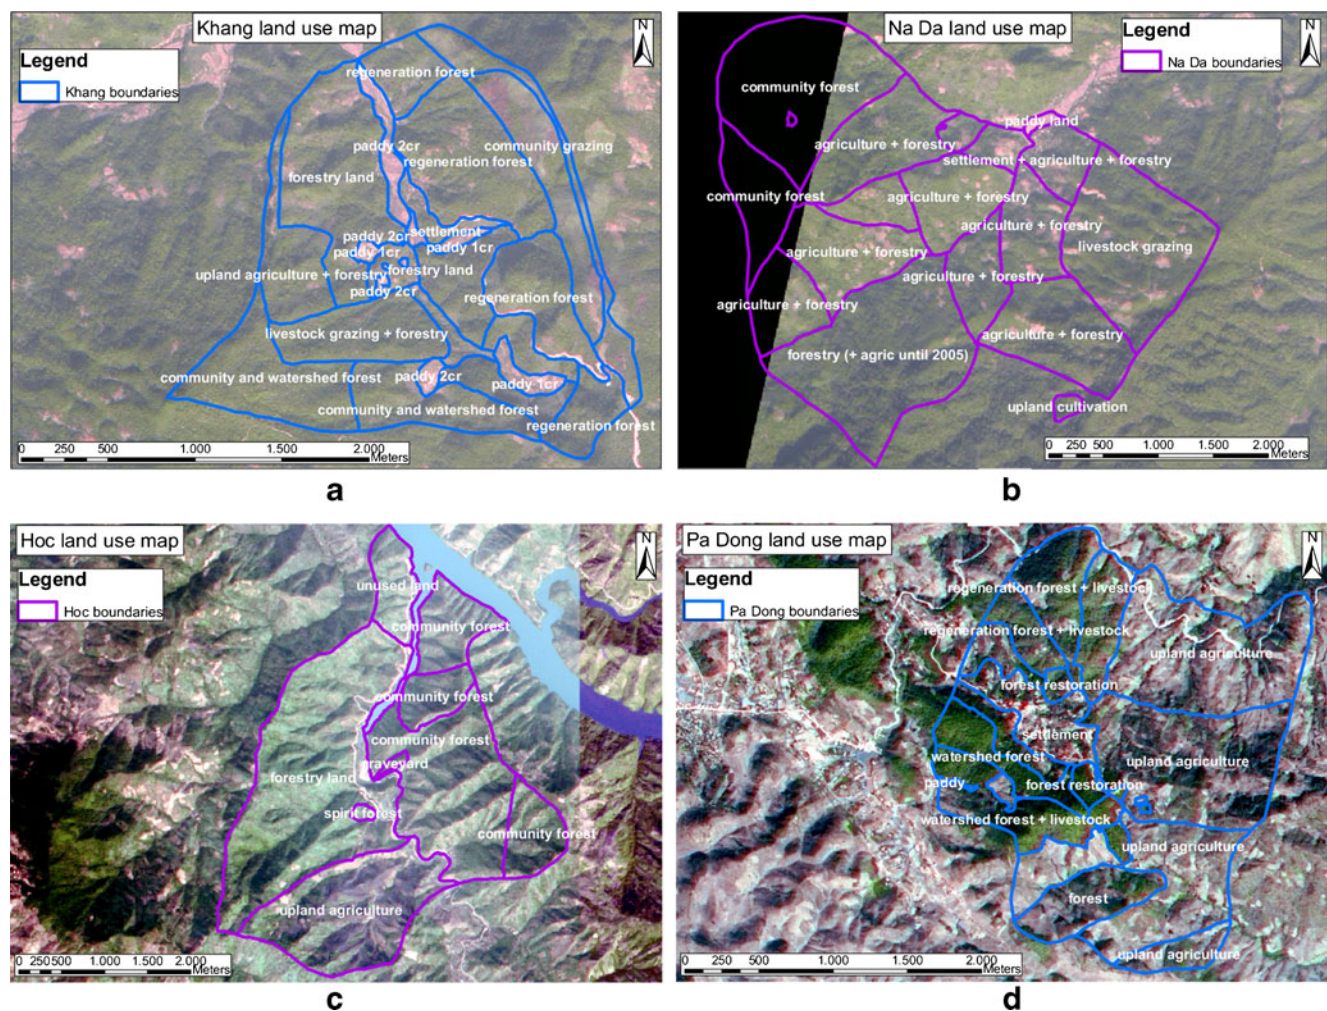 Khang land use map
N
Legend
Khang boundaries
regeneration forest
community grazing
paddy 2cr
regeneration forest
forestry land
settlement
paddy 2cr
paddy 1cr
paddy 1cr
forestry land
upland agriculture + forestry
paddy 2cr
regeneration forest
livestock grazing + forestry
community and watershed forest
paddy 2cr
paddy 1cr
community and watershed forest
regeneration forest
0 250 500 1.000 1.500 2.000
Meters
a
Na Da land use map
N
Legend
Na Da boundaries
community forest
paddy land
agriculture + forestry
settlement + agriculture + forestry
community forest
agriculture + forestry
agriculture + forestry
livestock grazing
agriculture + forestry
agriculture + forestry
agriculture + forestry
agriculture + forestry
forestry (+ agric until 2005)
upland cultivation
0 250 500 1.000 1.500 2.000
Meters
b
Hoc land use map
N
Legend
Hoc boundaries
unused land
community forest
community forest
community forest
graveyard
forestry land
spirit forest
community forest
upland agriculture
0 250 500 1.000 1.500 2.000
Meters
c
Pa Dong land use map
N
Legend
Pa Dong boundaries
regeneration forest + livestock
regeneration forest + livestock
upland agriculture
forest restoration
settlement
watershed forest
upland agriculture
paddy
forest restoration
watershed forest + livestock
upland agriculture
forest
upland agriculture
0 250 500 1.000 1.500 2.000
Meters
d